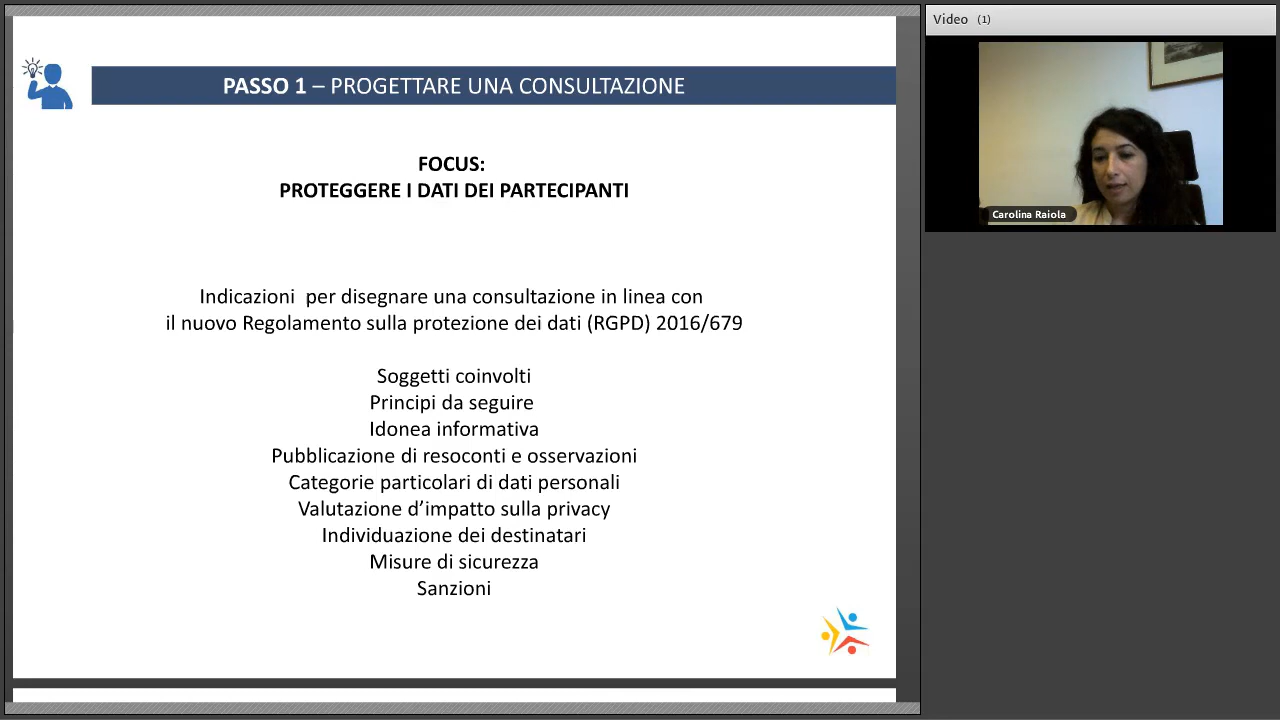 PASSO 1 – PROGETTARE UNA CONSULTAZIONE
FOCUS:
PROTEGGERE I DATI DEI PARTECIPANTI
Indicazioni per disegnare una consultazione in linea con
il nuovo Regolamento sulla protezione dei dati (RGPD) 2016/679
Soggetti coinvolti
Principi da seguire
Idonea informativa
Pubblicazione di resoconti e osservazioni
Categorie particolari di dati personali
Valutazione d’impatto sulla privacy
Individuazione dei destinatari
Misure di sicurezza
Sanzioni
Video (1)
Carolina Raiola